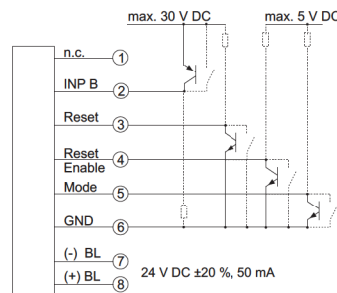 max. 30 V DC
max. 5 V DC
n.c.
1
INP B
2
Reset
3
Reset
Enable
4
Mode
5
GND
6
(-) BL
7
(+) BL
8
24 V DC ±20 %, 50 mA